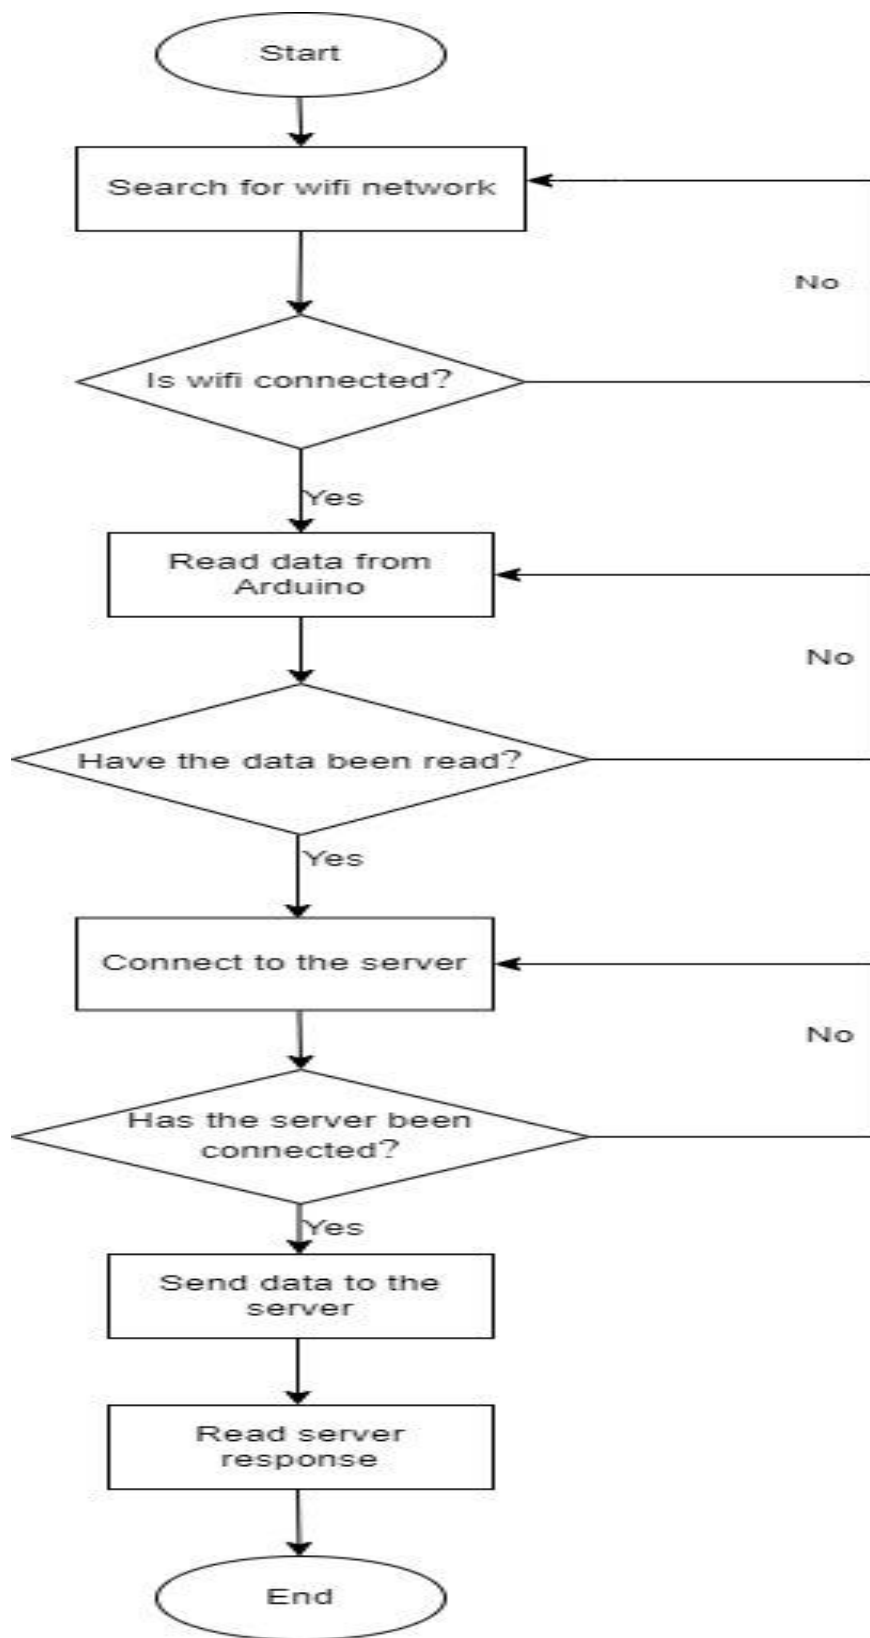 Start
Search for wifi network
No
Is wifi connected?
Yes
Read data from
Arduino
No
Have the data been read?
Yes
Connect to the server
No
Has the server been
connected?
Yes
Send data to the
server
Read server
response
End